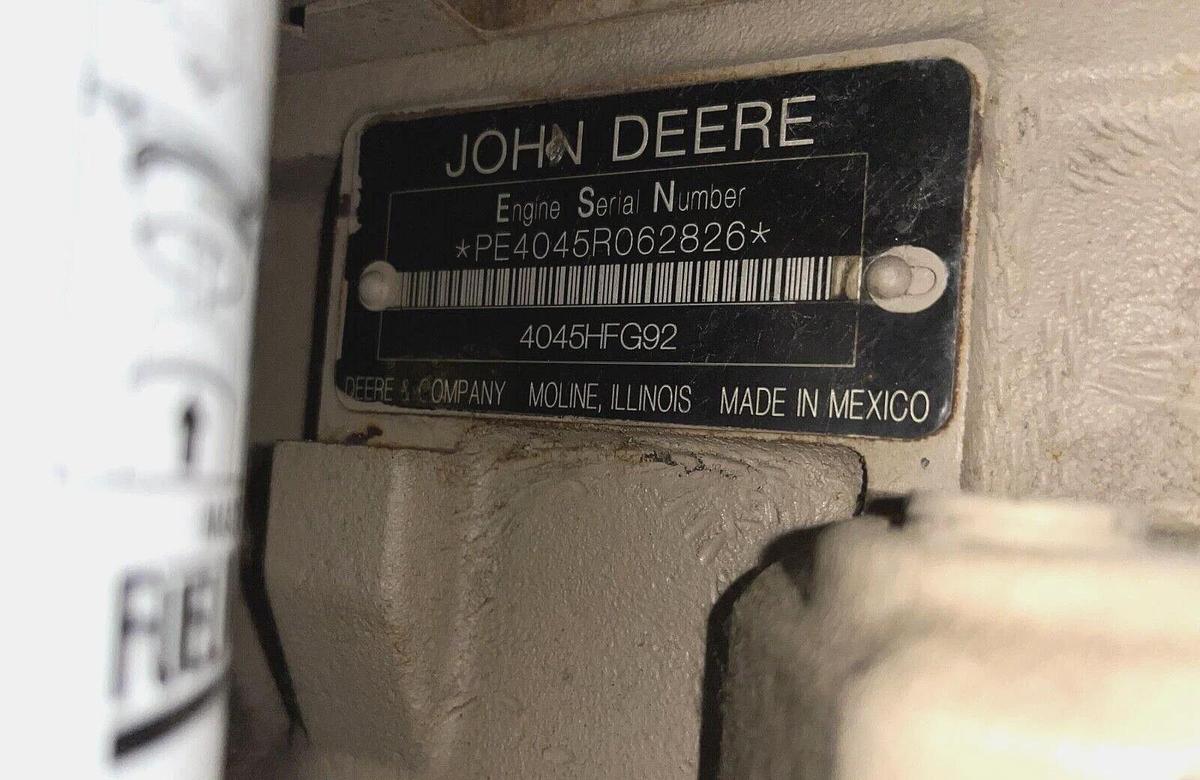 JOHN DEERE
Engine Serial Number
*PE4045R062826*
4045HFG92
DEERE & COMPANY MOLINE, ILLINOIS MADE IN MEXICO